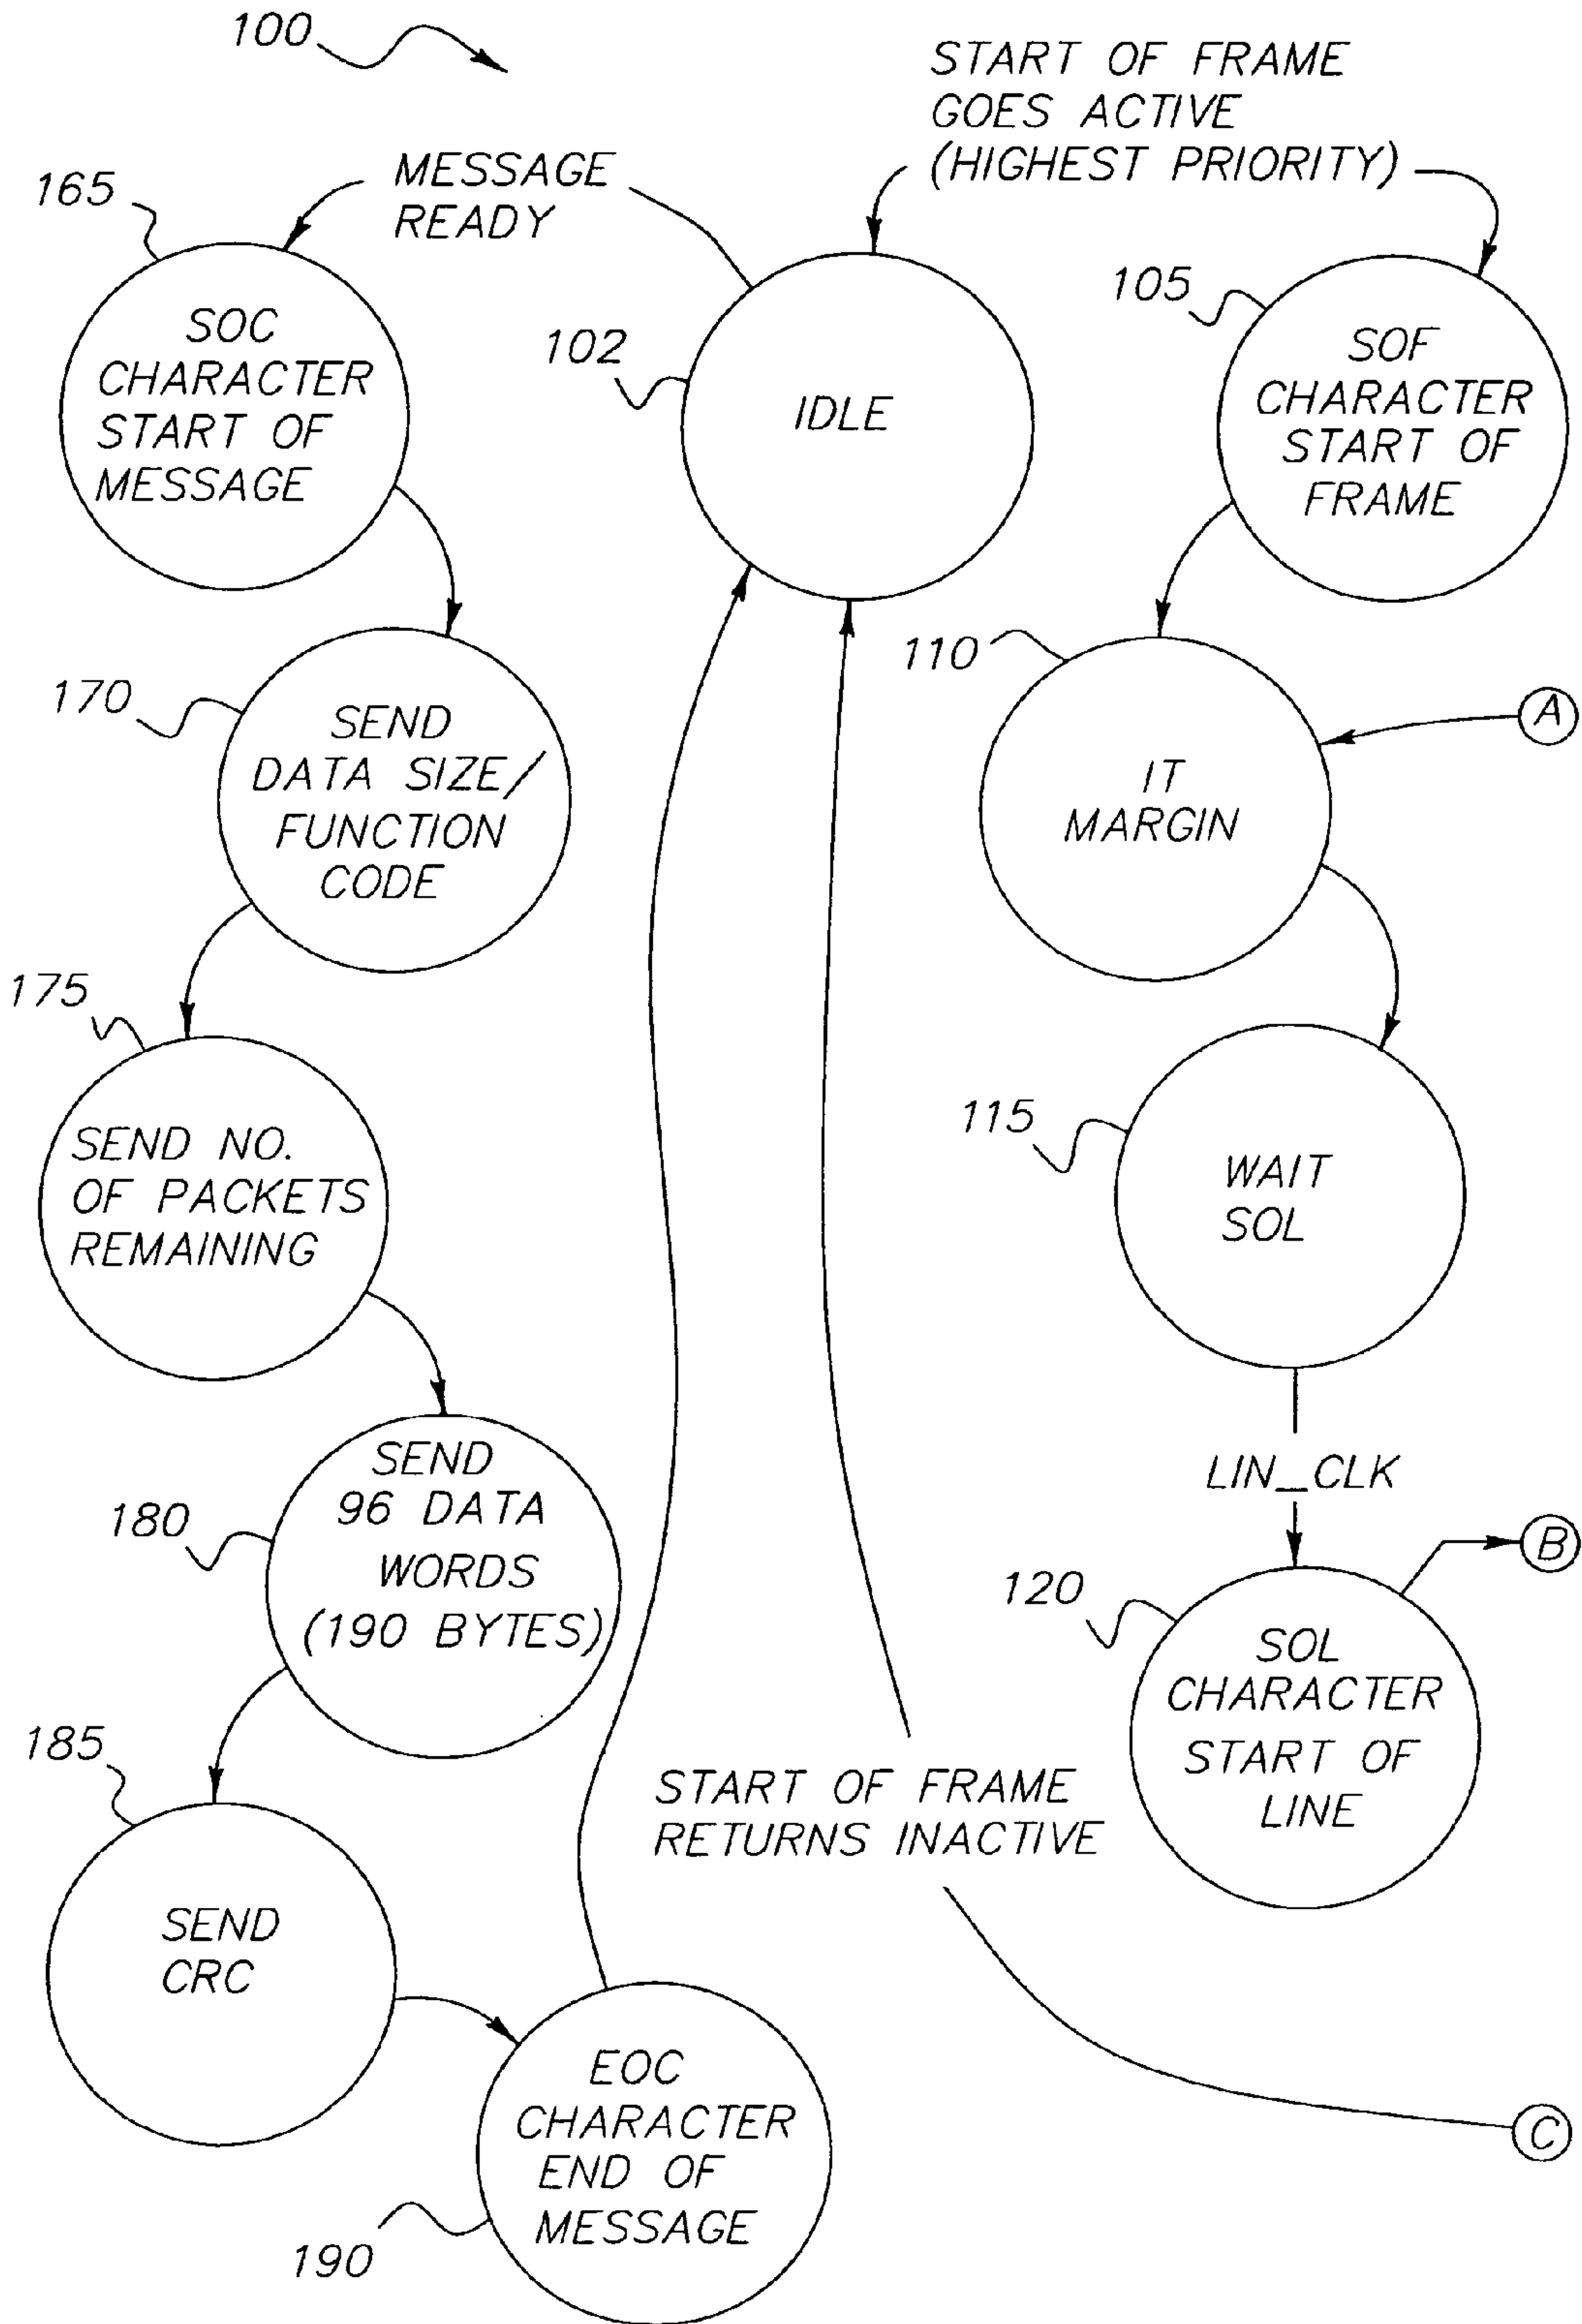 100
START OF FRAME
GOES ACTIVE
(HIGHEST PRIORITY)
MESSAGE
READY
165
SOC
CHARACTER
START OF
MESSAGE
102
IDLE
105
SOF
CHARACTER
START OF
FRAME
170
SEND
DATA SIZE/
FUNCTION
CODE
110
IT
MARGIN
A
175
SEND NO.
OF PACKETS
REMAINING
115
WAIT
SOL
LIN_CLK
180
SEND
96 DATA
WORDS
(190 BYTES)
B
120
SOL
CHARACTER
START OF
LINE
185
SEND
CRC
START OF FRAME
RETURNS INACTIVE
190
EOC
CHARACTER
END OF
MESSAGE
C